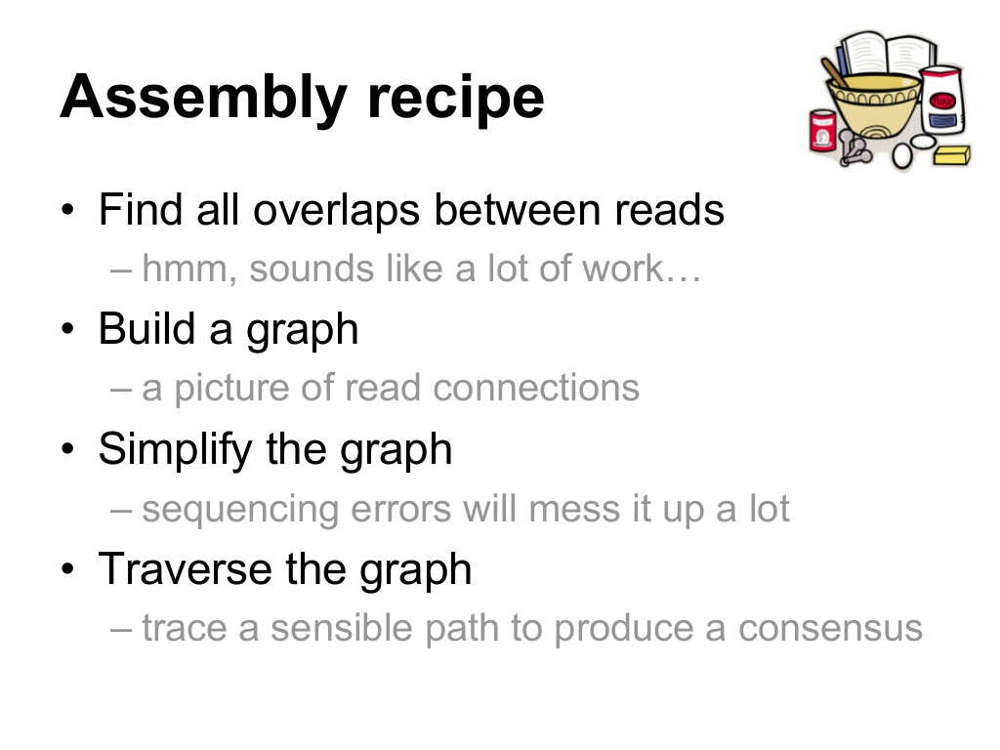 Assembly recipe
flour
• Find all overlaps between reads
– hmm, sounds like a lot of work…
• Build a graph
– a picture of read connections
• Simplify the graph
– sequencing errors will mess it up a lot
• Traverse the graph
– trace a sensible path to produce a consensus